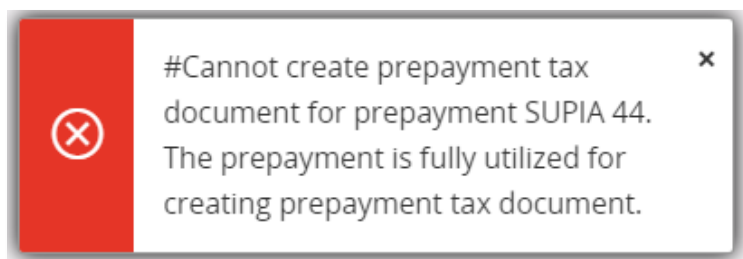 #Cannot create prepayment tax
document for prepayment SUPIA 44.
The prepayment is fully utilized for
creating prepayment tax document.